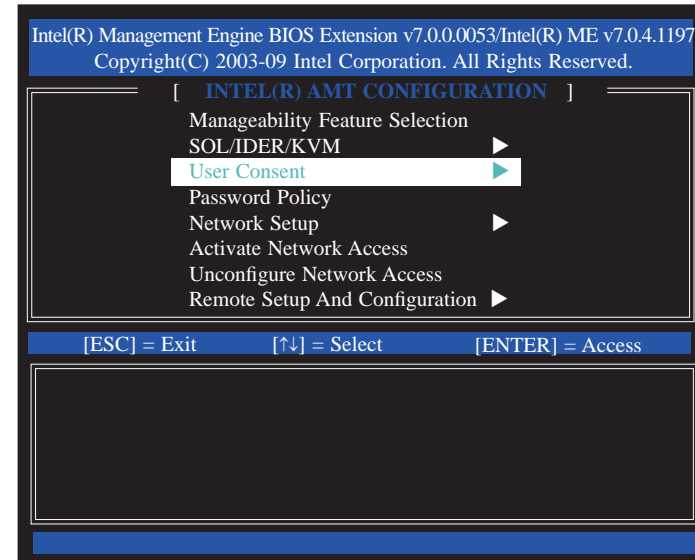 Intel(R) Management Engine BIOS Extension v7.0.0.0053/Intel(R) ME v7.0.4.1197
Copyright(C) 2003-09 Intel Corporation. All Rights Reserved.
[ INTEL(R) AMT CONFIGURATION ]
Manageability Feature Selection
SOL/IDER/KVM ▶
User Consent ▶
Password Policy
Network Setup ▶
Activate Network Access
Unconfigure Network Access
Remote Setup And Configuration ▶
[ESC] = Exit [↑↓] = Select [ENTER] = Access